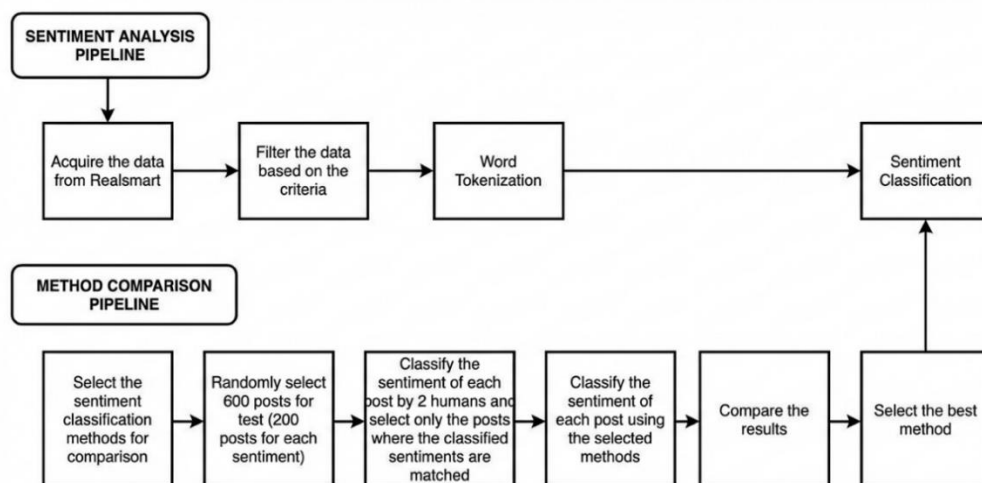 SENTIMENT ANALYSIS
PIPELINE
Acquire the data
from Realsmart
Filter the data
based on the
criteria
Word
Tokenization
Sentiment
Classification
METHOD COMPARISON
PIPELINE
Select the
sentiment
classification
methods for
comparison
Randomly select
600 posts for
test (200
posts for each
sentiment)
Classify the
sentiment of each
post by 2 humans and
select only the posts
where the classified
sentiments are
matched
Classify the
sentiment of
each post using
the selected
methods
Compare the
results
Select the best
method